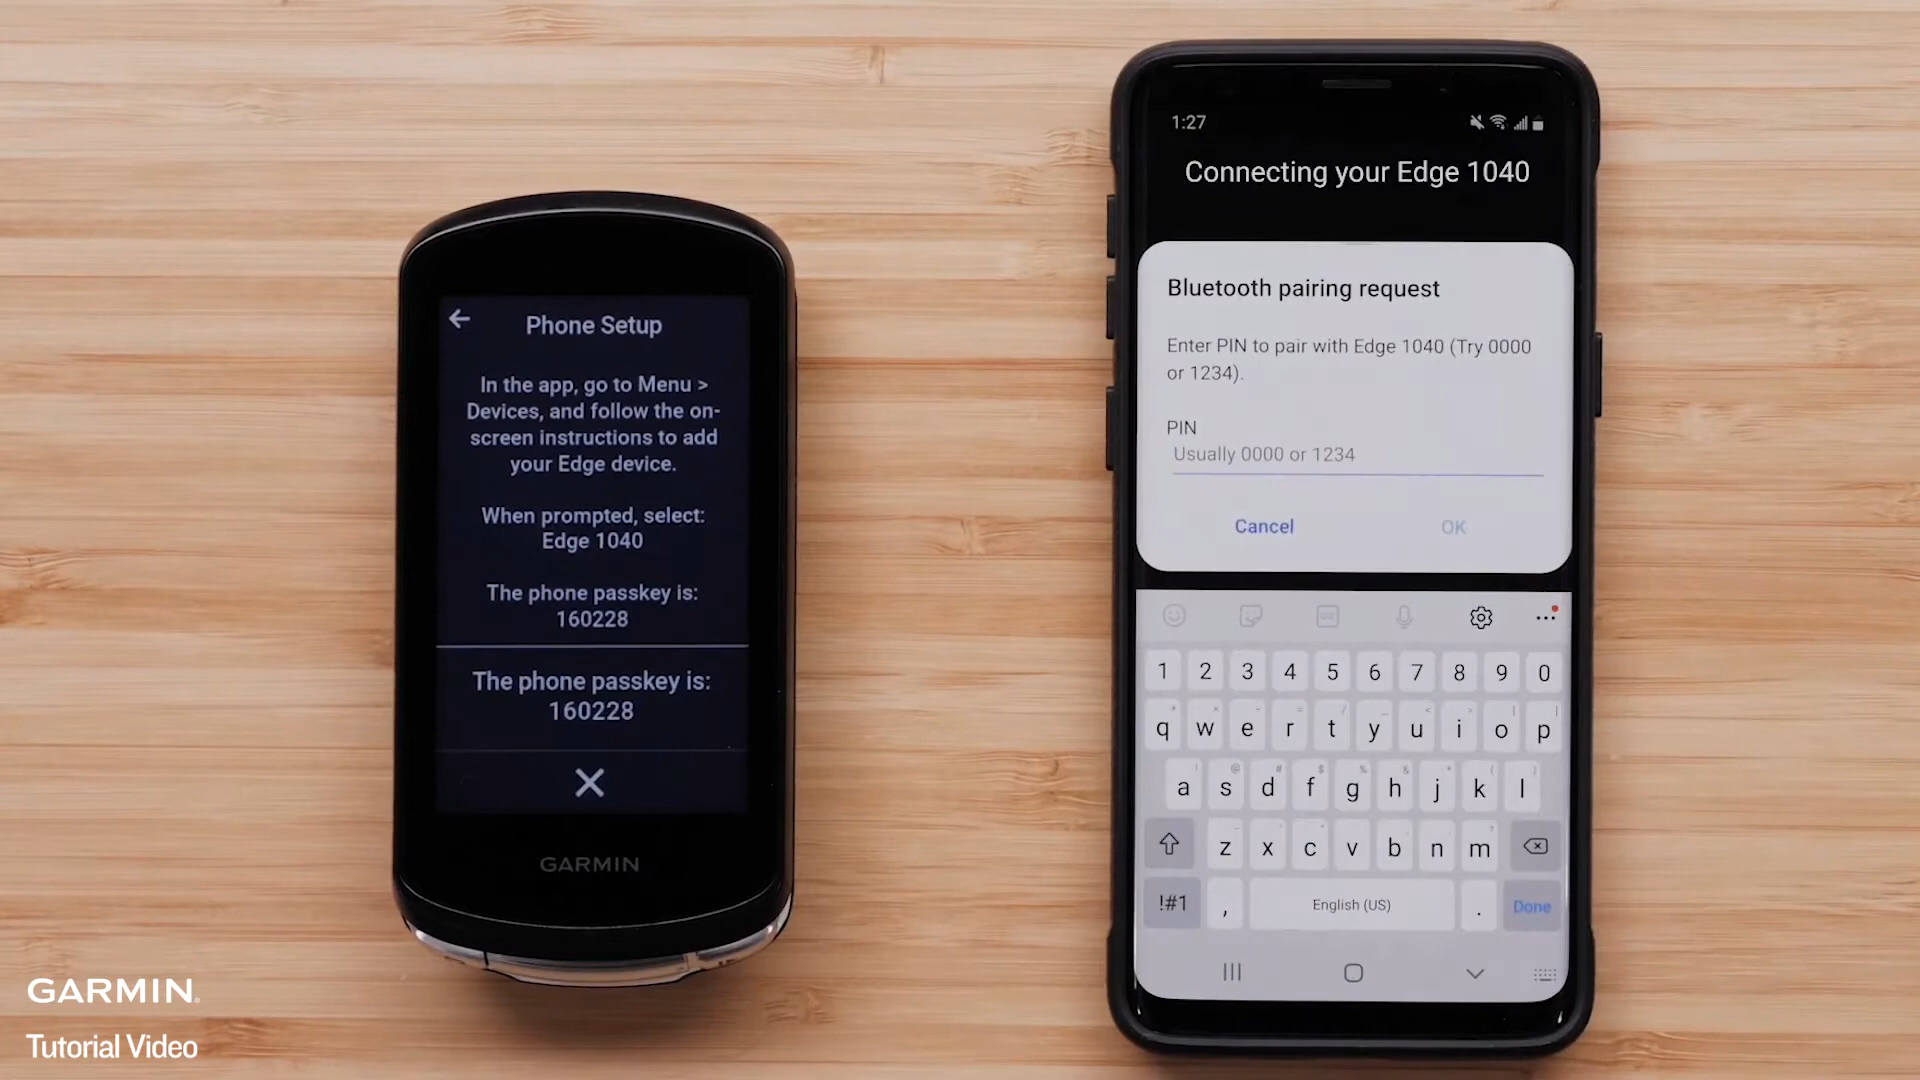 Phone Setup
In the app, go to Menu >
Devices, and follow the on-
screen instructions to add
your Edge device.
When prompted, select:
Edge 1040
The phone passkey is:
160228
The phone passkey is:
160228
GARMIN
1:27
Connecting your Edge 1040
Bluetooth pairing request
Enter PIN to pair with Edge 1040 (Try 0000
or 1234).
PIN
Usually 0000 or 1234
Cancel OK
1 2 3 4 5 6 7 8 9 0
q w e r t y u i o p
a s d f g h j k l
z x c v b n m
!#1 , English (US) . Done
GARMIN
Tutorial Video